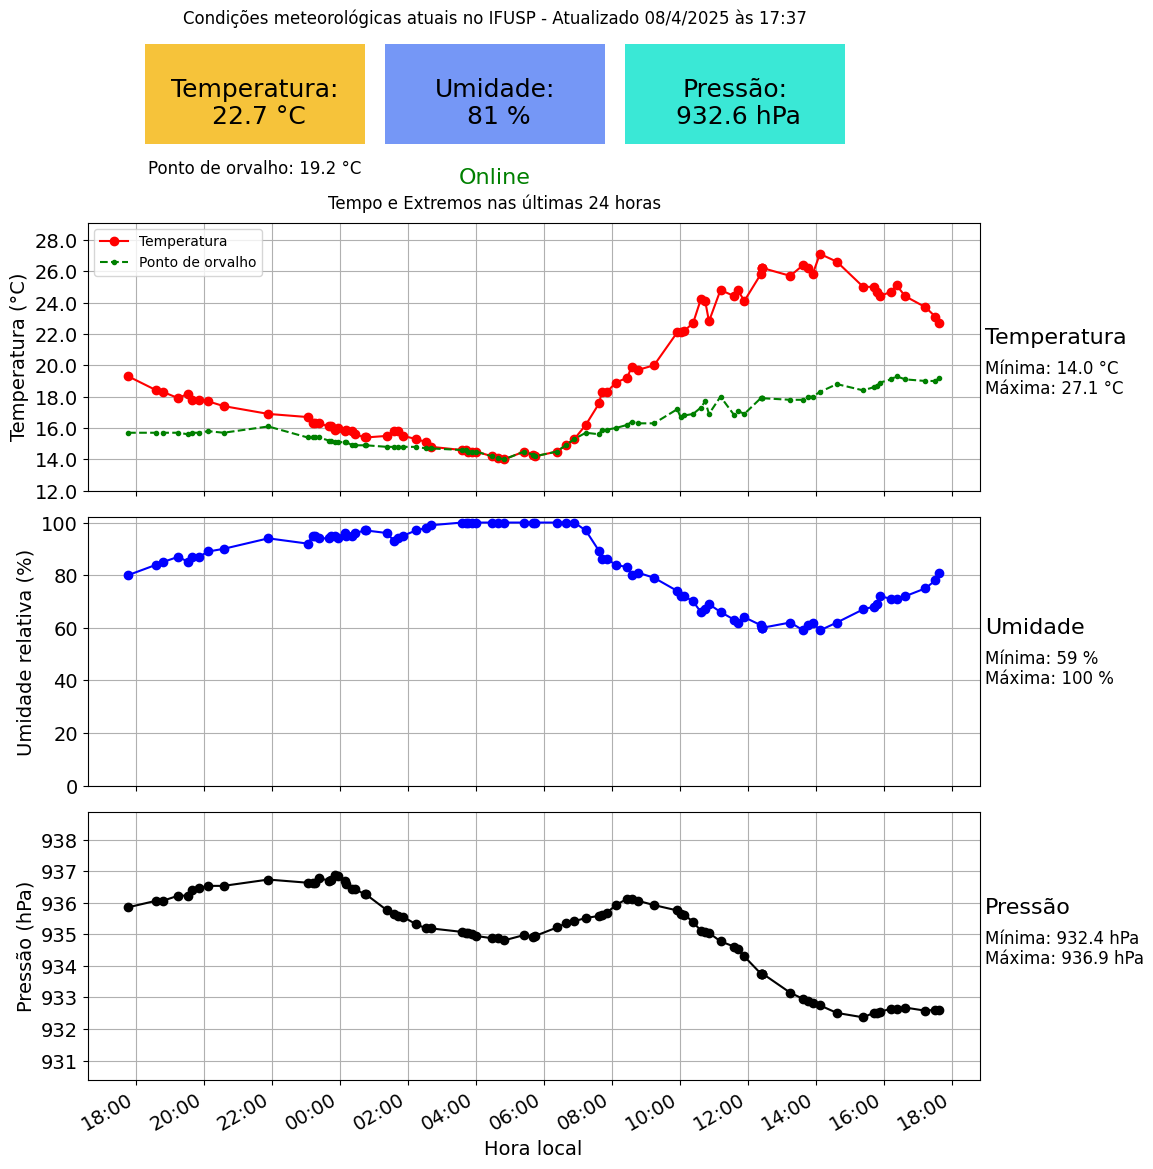 Condições meteorológicas atuais no IFUSP - Atualizado 08/4/2025 às 17:37
Temperatura:
22.7 °C
Umidade:
81 %
Pressão:
932.6 hPa
Ponto de orvalho: 19.2 °C
Online
Tempo e Extremos nas últimas 24 horas
Temperatura
Ponto de orvalho
Temperatura (°C)
28.0
26.0
24.0
22.0
20.0
18.0
16.0
14.0
12.0
Temperatura
Mínima: 14.0 °C
Máxima: 27.1 °C
Umidade relativa (%)
100
80
60
40
20
0
Umidade
Mínima: 59 %
Máxima: 100 %
Pressão (hPa)
938
937
936
935
934
933
932
931
Pressão
Mínima: 932.4 hPa
Máxima: 936.9 hPa
18:00 20:00 22:00 00:00 02:00 04:00 06:00 08:00 10:00 12:00 14:00 16:00 18:00
Hora local